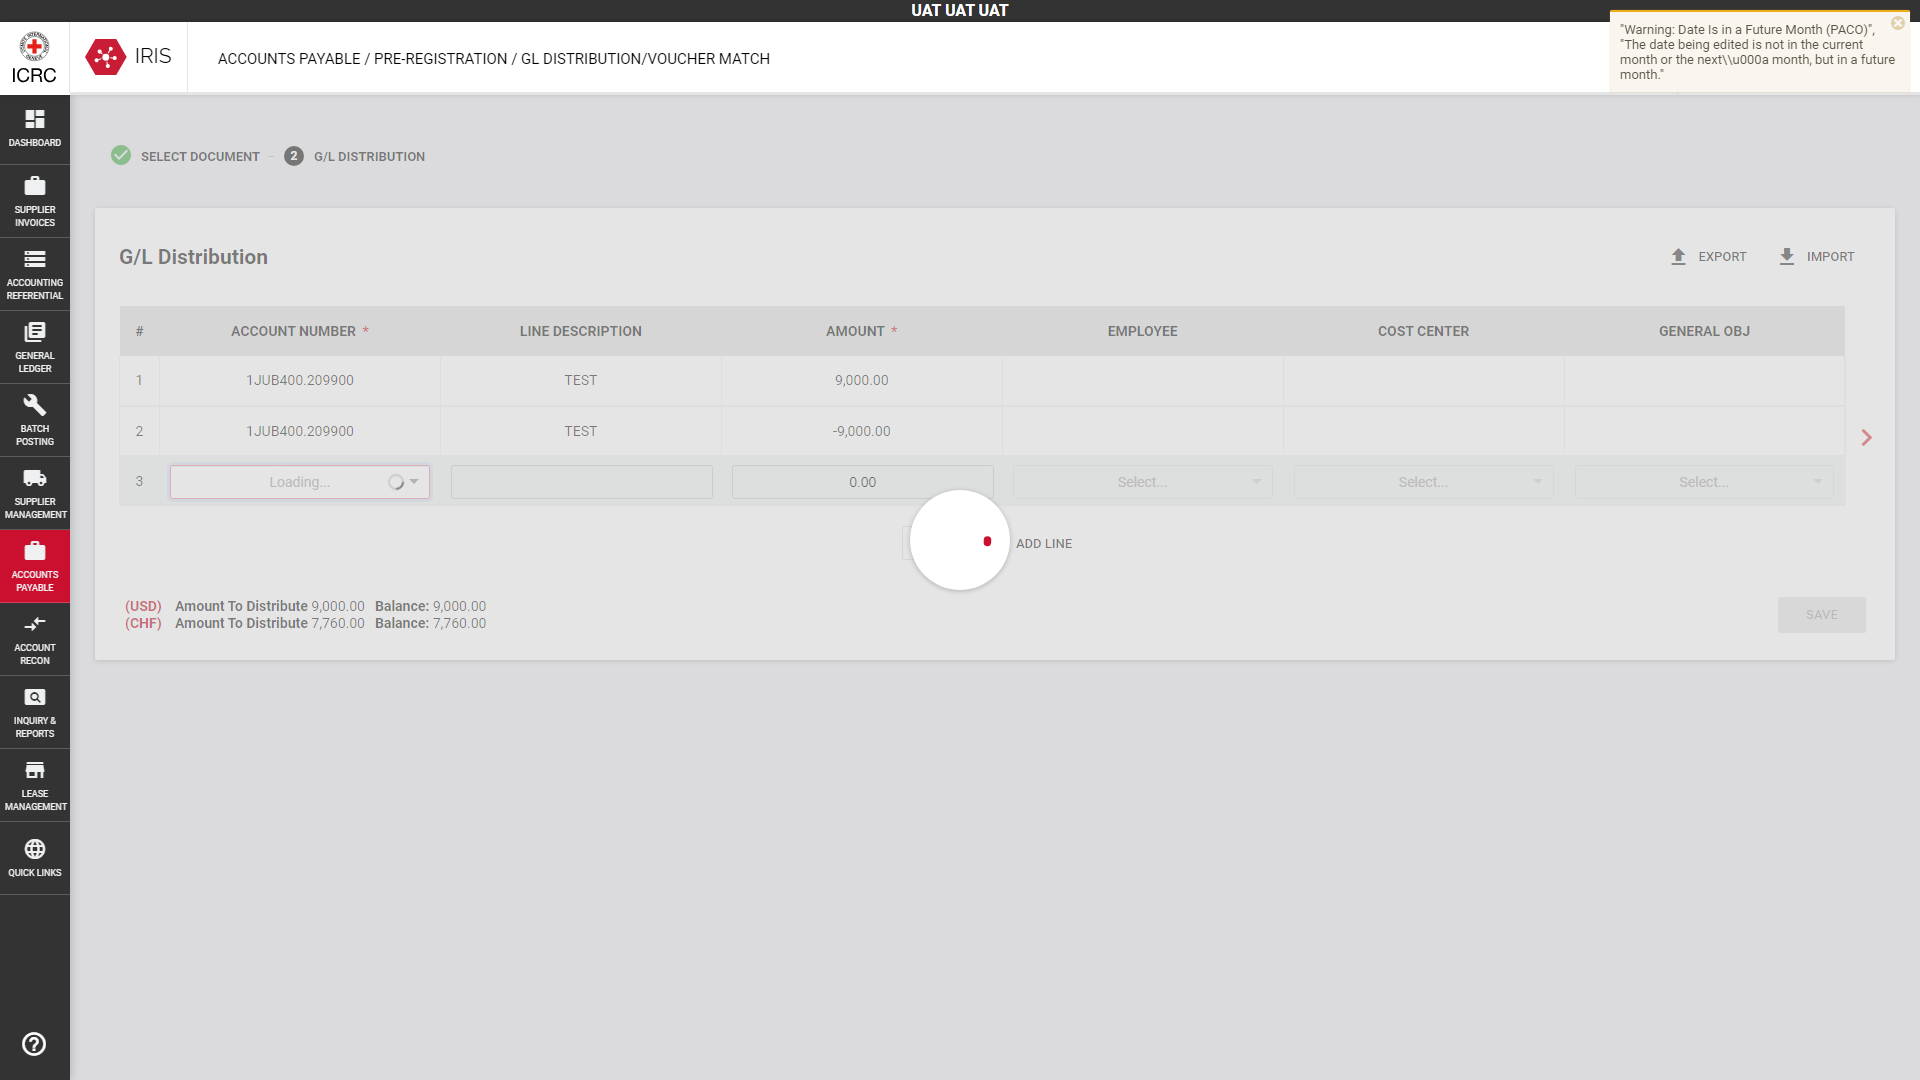 UAT UAT UAT
ICRC
IRIS
ACCOUNTS PAYABLE / PRE-REGISTRATION / GL DISTRIBUTION/VOUCHER MATCH
"Warning: Date Is in a Future Month (PACO)",
"The date being edited is not in the current
month or the next\\u000a month, but in a future
month."
DASHBOARD
SUPPLIER
INVOICES
ACCOUNTING
REFERENTIAL
GENERAL
LEDGER
BATCH
POSTING
SUPPLIER
MANAGEMENT
ACCOUNTS
PAYABLE
ACCOUNT
RECON
INQUIRY &
REPORTS
LEASE
MANAGEMENT
QUICK LINKS
SELECT DOCUMENT
2 G/L DISTRIBUTION
G/L Distribution
EXPORT
IMPORT
# ACCOUNT NUMBER * LINE DESCRIPTION AMOUNT * EMPLOYEE COST CENTER GENERAL OBJ
1 1JUB400.209900 TEST 9,000.00
2 1JUB400.209900 TEST -9,000.00
3 Loading... 0.00 Select... Select... Select...
ADD LINE
(USD) Amount To Distribute 9,000.00 Balance: 9,000.00
(CHF) Amount To Distribute 7,760.00 Balance: 7,760.00
SAVE